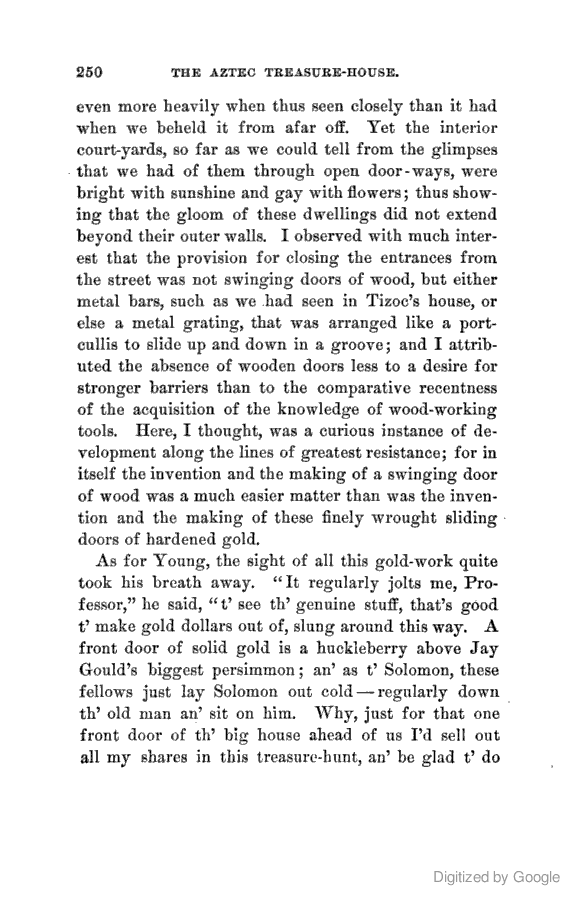 250 THE AZTEC TREASURE-HOUSE.
even more heavily when thus seen closely than it had
when we beheld it from afar off. Yet the interior
court-yards, so far as we could tell from the glimpses
that we had of them through open door-ways, were
bright with sunshine and gay with flowers; thus show-
ing that the gloom of these dwellings did not extend
beyond their outer walls. I observed with much inter-
est that the provision for closing the entrances from
the street was not swinging doors of wood, but either
metal bars, such as we had seen in Tizoc's house, or
else a metal grating, that was arranged like a port-
cullis to slide up and down in a groove; and I attrib-
uted the absence of wooden doors less to a desire for
stronger barriers than to the comparative recentness
of the acquisition of the knowledge of wood-working
tools. Here, I thought, was a curious instance of de-
velopment along the lines of greatest resistance; for in
itself the invention and the making of a swinging door
of wood was a much easier matter than was the inven-
tion and the making of these finely wrought sliding
doors of hardened gold.
As for Young, the sight of all this gold-work quite
took his breath away. "It regularly jolts me, Pro-
fessor," he said, "t' see th' genuine stuff, that's good
t' make gold dollars out of, slung around this way. A
front door of solid gold is a huckleberry above Jay
Gould's biggest persimmon; an' as t' Solomon, these
fellows just lay Solomon out cold—regularly down
th' old man an' sit on him. Why, just for that one
front door of th' big house ahead of us I'd sell out
all my shares in this treasure-hunt, an' be glad t' do
Digitized by Google